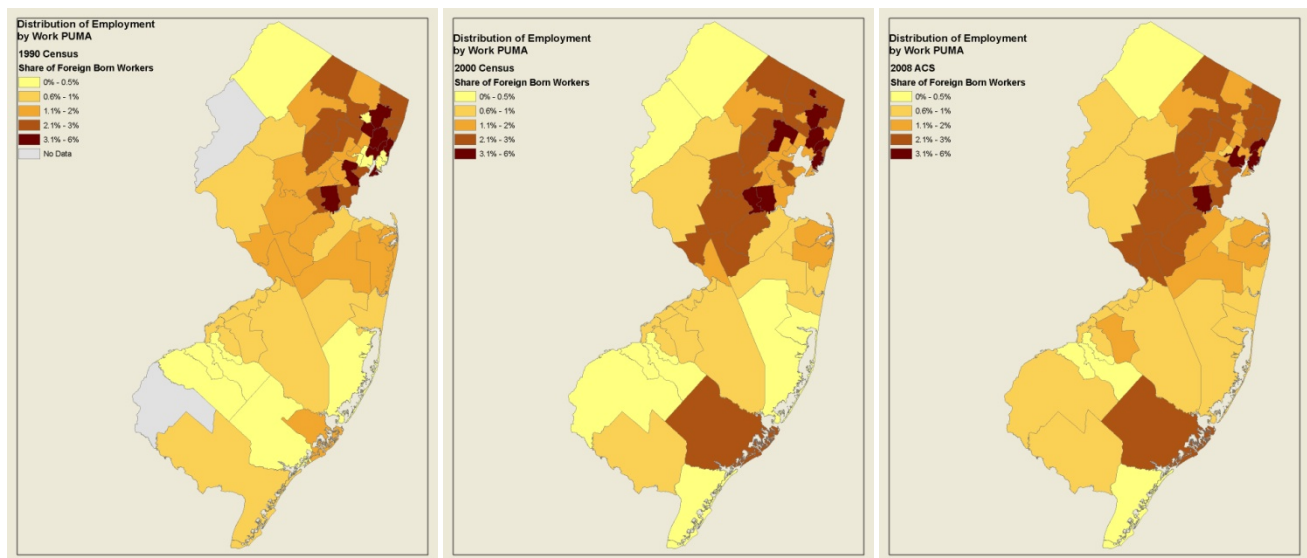 Distribution of Employment
by Work PUMA
1990 Census
Share of Foreign Born Workers
0% - 0.5%
0.6% - 1%
1.1% - 2%
2.1% - 3%
3.1% - 6%
No Data
Distribution of Employment
by Work PUMA
2000 Census
Share of Foreign Born Workers
0% - 0.5%
0.6% - 1%
1.1% - 2%
2.1% - 3%
3.1% - 6%
Distribution of Employment
by Work PUMA
2008 ACS
Share of Foreign Born Workers
0% - 0.5%
0.6% - 1%
1.1% - 2%
2.1% - 3%
3.1% - 6%